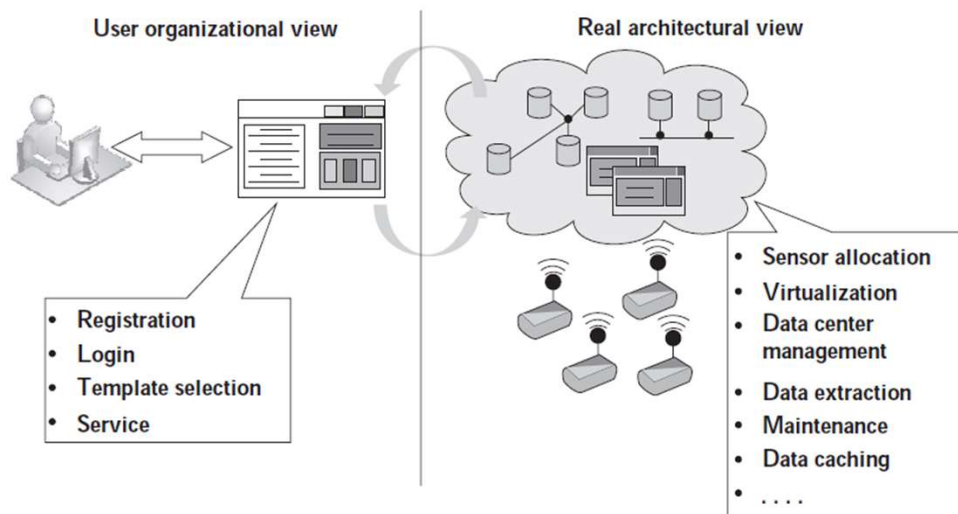 User organizational view
Real architectural view
• Registration
• Login
• Template selection
• Service
• Sensor allocation
• Virtualization
• Data center
management
• Data extraction
• Maintenance
• Data caching
• . . . .